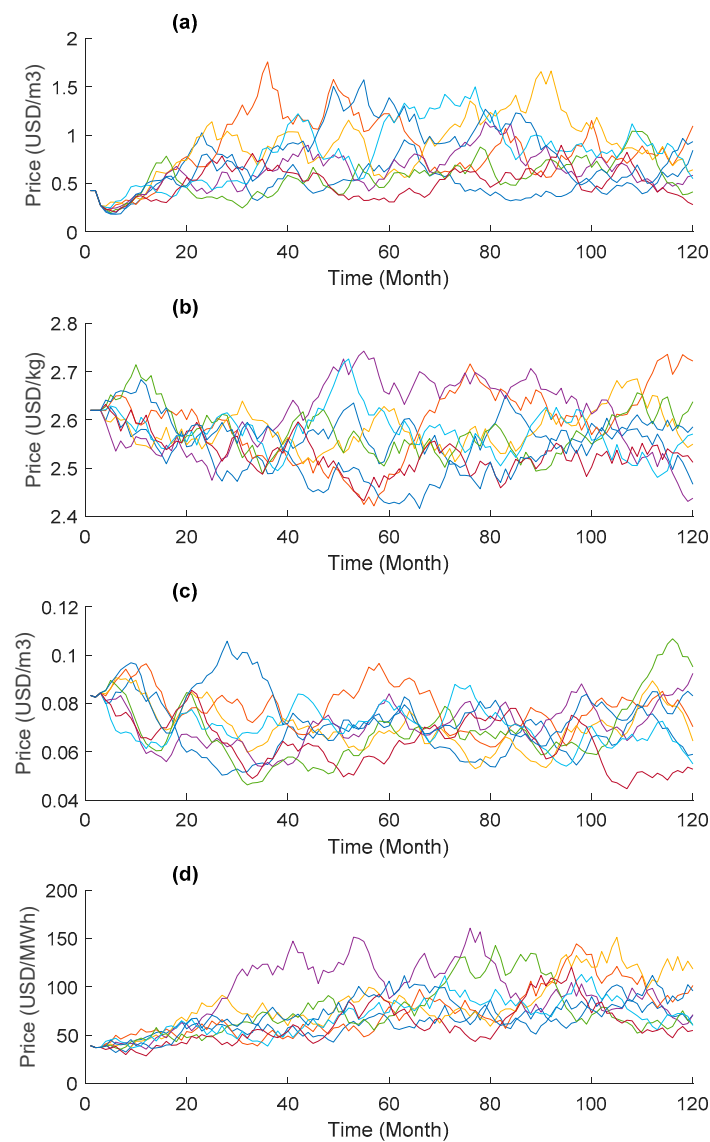 (a)
2
1.5
1
0.5
0
Price (USD/m3)
0 20 40 60 80 100 120
Time (Month)
(b)
2.8
2.7
2.6
2.5
2.4
Price (USD/kg)
0 20 40 60 80 100 120
Time (Month)
(c)
0.12
0.1
0.08
0.06
0.04
Price (USD/m3)
0 20 40 60 80 100 120
Time (Month)
(d)
200
150
100
50
0
Price (USD/MWh)
0 20 40 60 80 100 120
Time (Month)